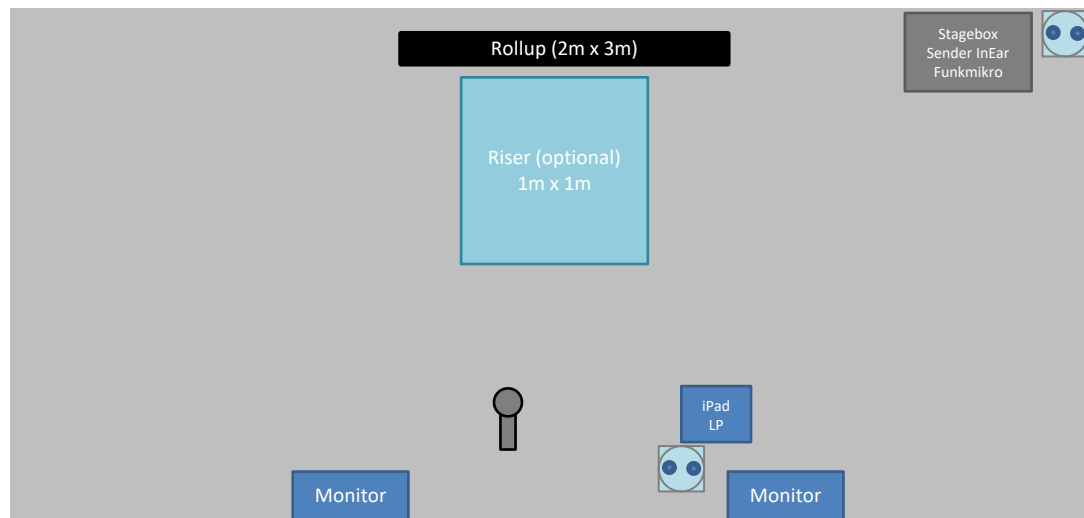 Rollup (2m x 3m)
Stagebox
Sender InEar
Funkmikro
Riser (optional)
1m x 1m
iPad
LP
Monitor
Monitor